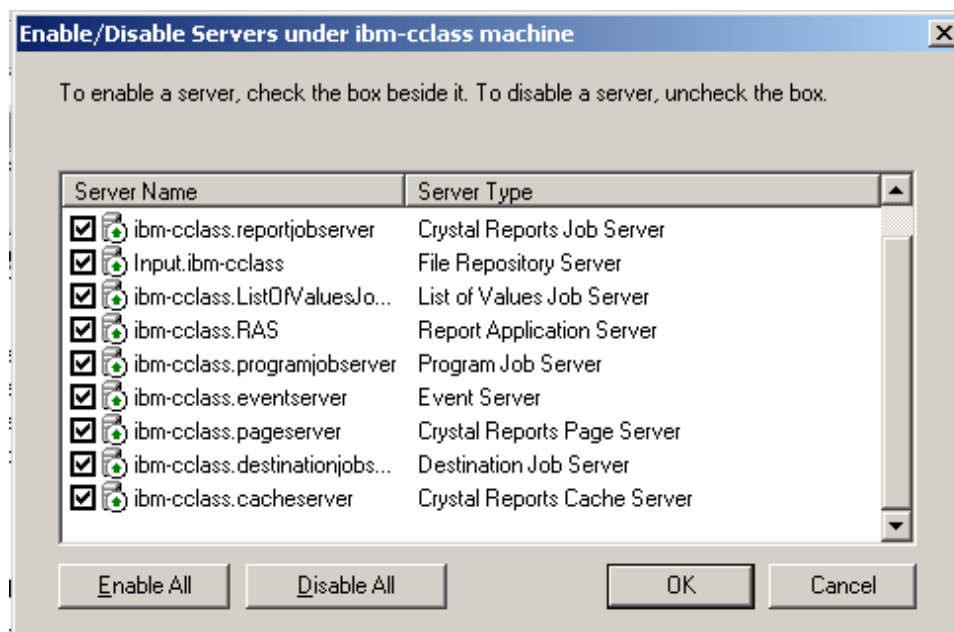 Enable/Disable Servers under ibm-cclass machine
To enable a server, check the box beside it. To disable a server, uncheck the box.
Server Name Server Type
ibm-cclass.reportjobserver Crystal Reports Job Server
Input.ibm-cclass File Repository Server
ibm-cclass.ListOfValuesJo... List of Values Job Server
ibm-cclass.RAS Report Application Server
ibm-cclass.programjobserver Program Job Server
ibm-cclass.eventserver Event Server
ibm-cclass.pageserver Crystal Reports Page Server
ibm-cclass.destinationjobs... Destination Job Server
ibm-cclass.cacheserver Crystal Reports Cache Server
Enable All Disable All OK Cancel